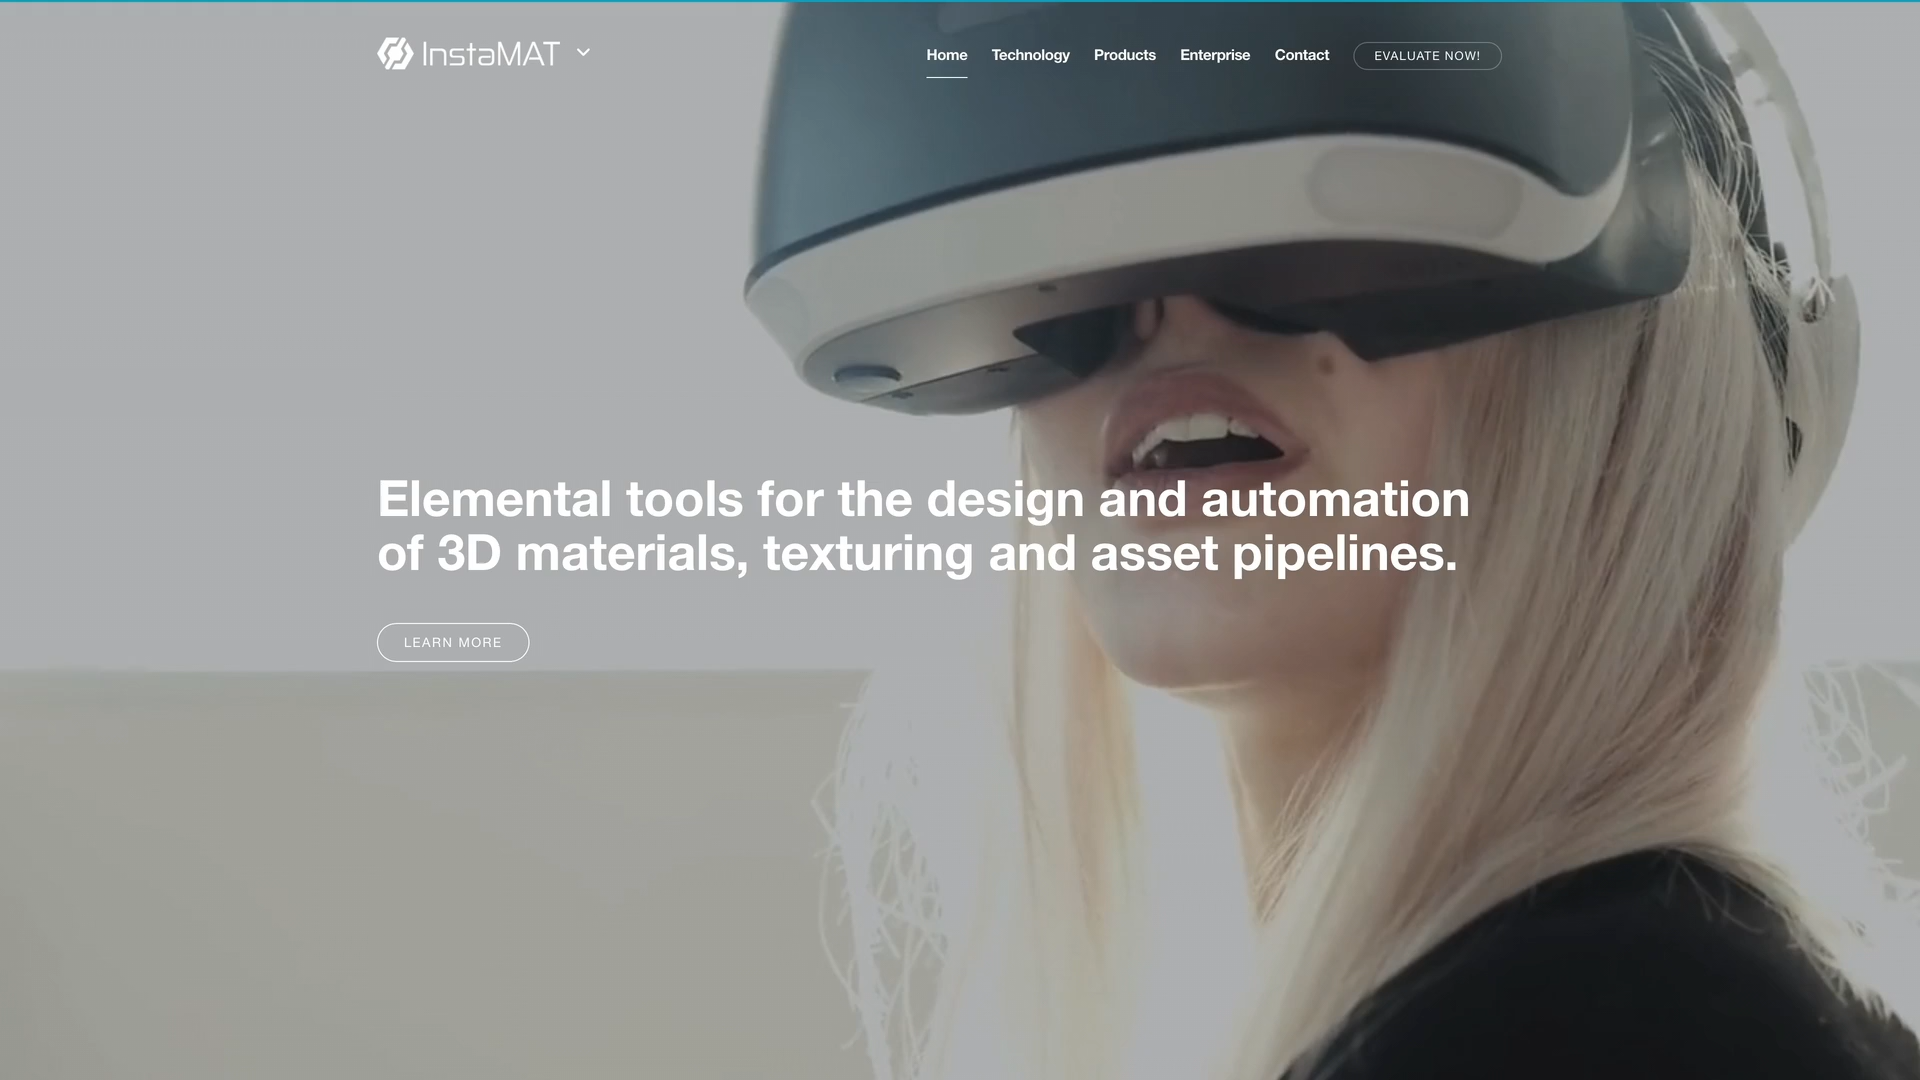 InstaMAT
Home Technology Products Enterprise Contact EVALUATE NOW!
Elemental tools for the design and automation
of 3D materials, texturing and asset pipelines.
LEARN MORE